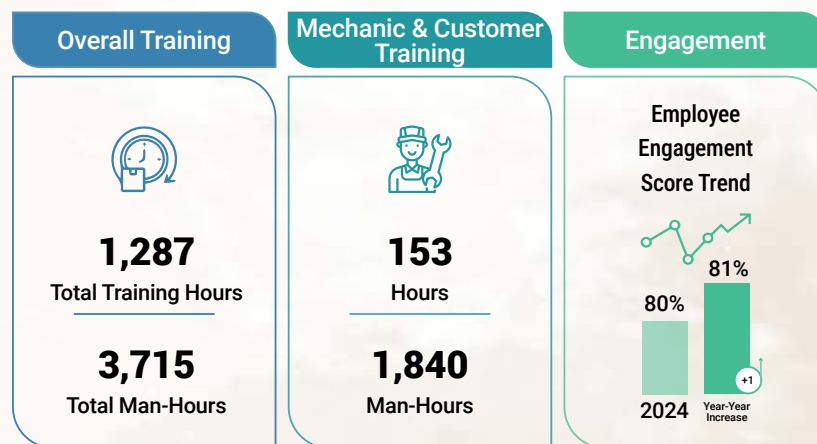 Overall Training
1,287
Total Training Hours
3,715
Total Man-Hours
Mechanic & Customer
Training
153
Hours
1,840
Man-Hours
Engagement
Employee
Engagement
Score Trend
80%
81%
+1
2024
Year-Year
Increase